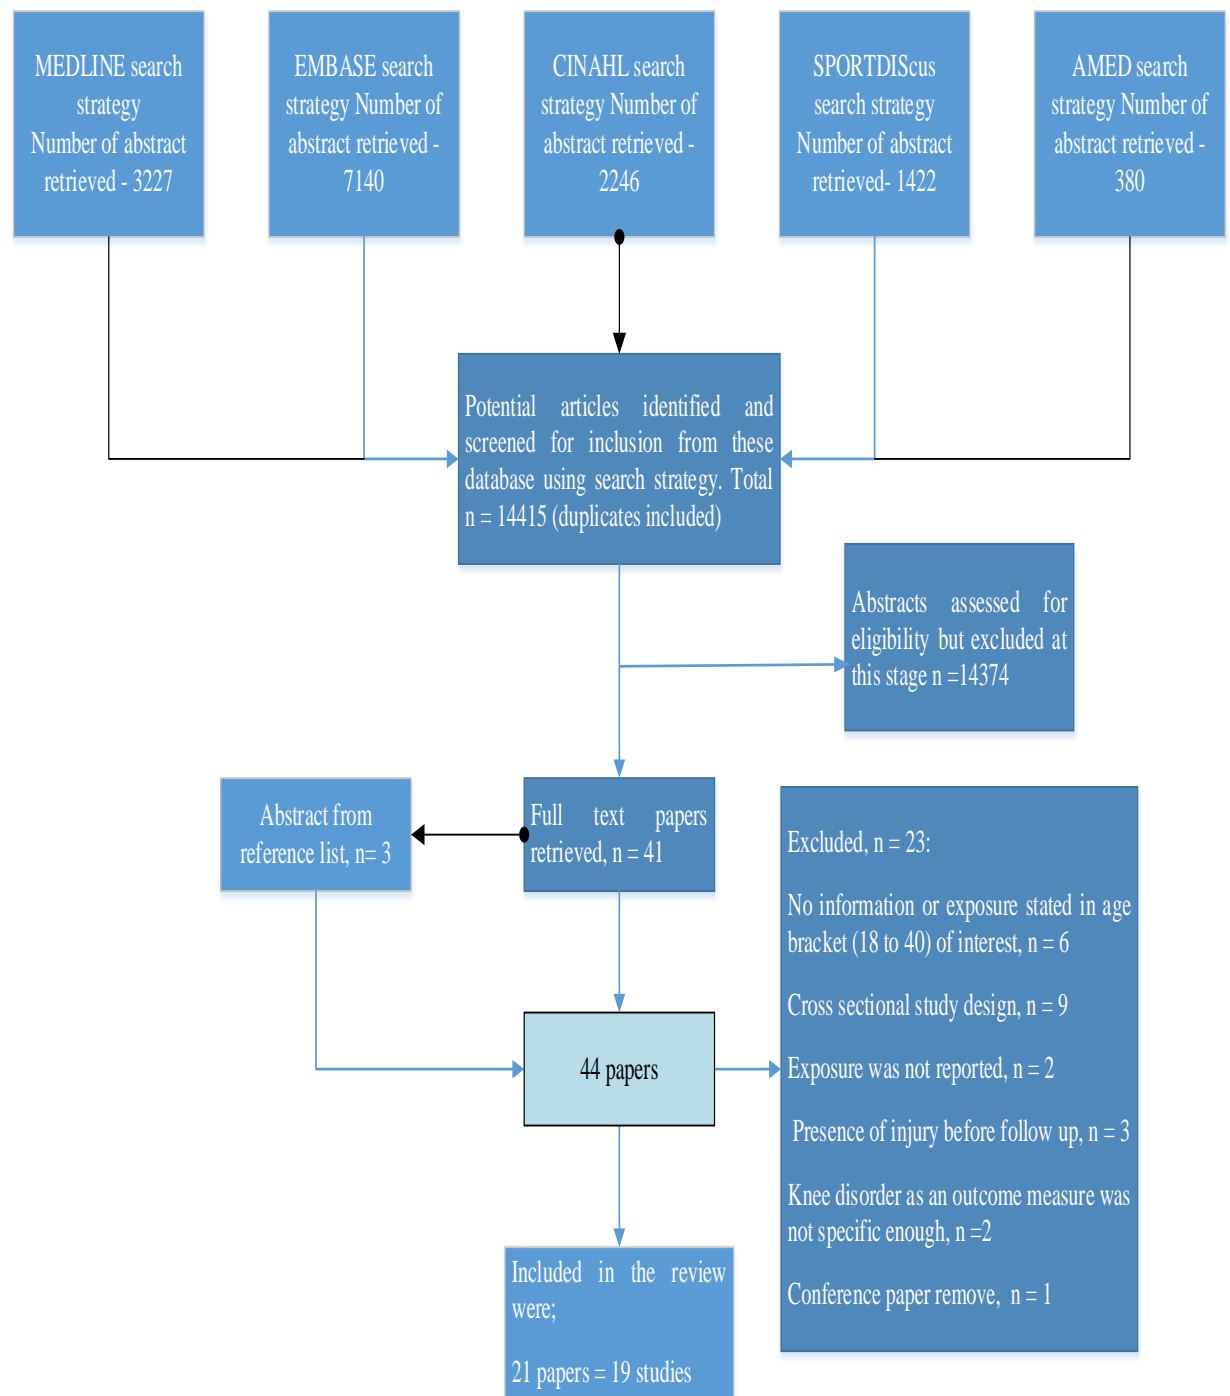 MEDLINE search
strategy
Number of abstract
retrieved - 3227
EMBASE search
strategy Number of
abstract retrieved -
7140
CINAHL search
strategy Number of
abstract retrieved -
2246
SPORTDIScus
search strategy
Number of abstract
retrieved- 1422
AMED search
strategy Number of
abstract retrieved -
380
Potential articles identified and
screened for inclusion from these
database using search strategy. Total
n = 14415 (duplicates included)
Abstracts assessed for
eligibility but excluded at
this stage n =14374
Abstract from
reference list, n= 3
Full text papers
retrieved, n = 41
Excluded, n = 23:
No information or exposure stated in age
bracket (18 to 40) of interest, n = 6
Cross sectional study design, n = 9
Exposure was not reported, n = 2
Presence of injury before follow up, n = 3
Knee disorder as an outcome measure was
not specific enough, n =2
Conference paper remove, n = 1
44 papers
Included in the review
were;
21 papers = 19 studies